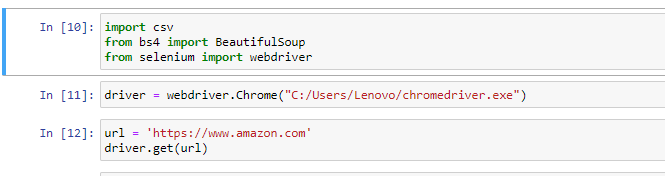 In [10]: import csv
from bs4 import BeautifulSoup
from selenium import webdriver
In [11]: driver = webdriver.Chrome("C:/Users/Lenovo/chromedriver.exe")
In [12]: url = 'https://www.amazon.com'
driver.get(url)